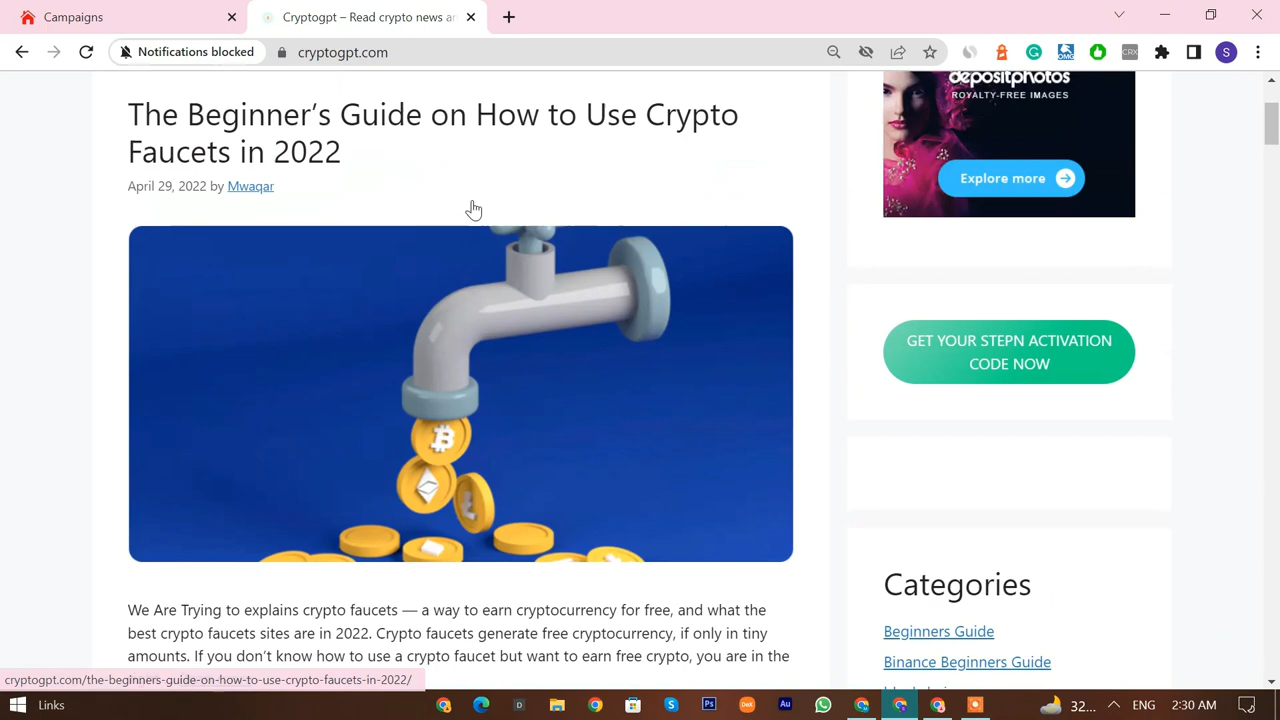 Campaigns
Cryptogpt – Read crypto news an
Notifications blocked
cryptogpt.com
CRX
S
The Beginner's Guide on How to Use Crypto
Faucets in 2022
April 29, 2022 by Mwaqar
depositphotos
ROYALTY-FREE IMAGES
Explore more
GET YOUR STEPN ACTIVATION
CODE NOW
Categories
Beginners Guide
Binance Beginners Guide
We Are Trying to explains crypto faucets — a way to earn cryptocurrency for free, and what the
best crypto faucets sites are in 2022. Crypto faucets generate free cryptocurrency, if only in tiny
amounts. If you don't know how to use a crypto faucet but want to earn free crypto, you are in the
cryptogpt.com/the-beginners-guide-on-how-to-use-crypto-faucets-in-2022/
Links
Ps
Au
32...
ENG
2:30 AM